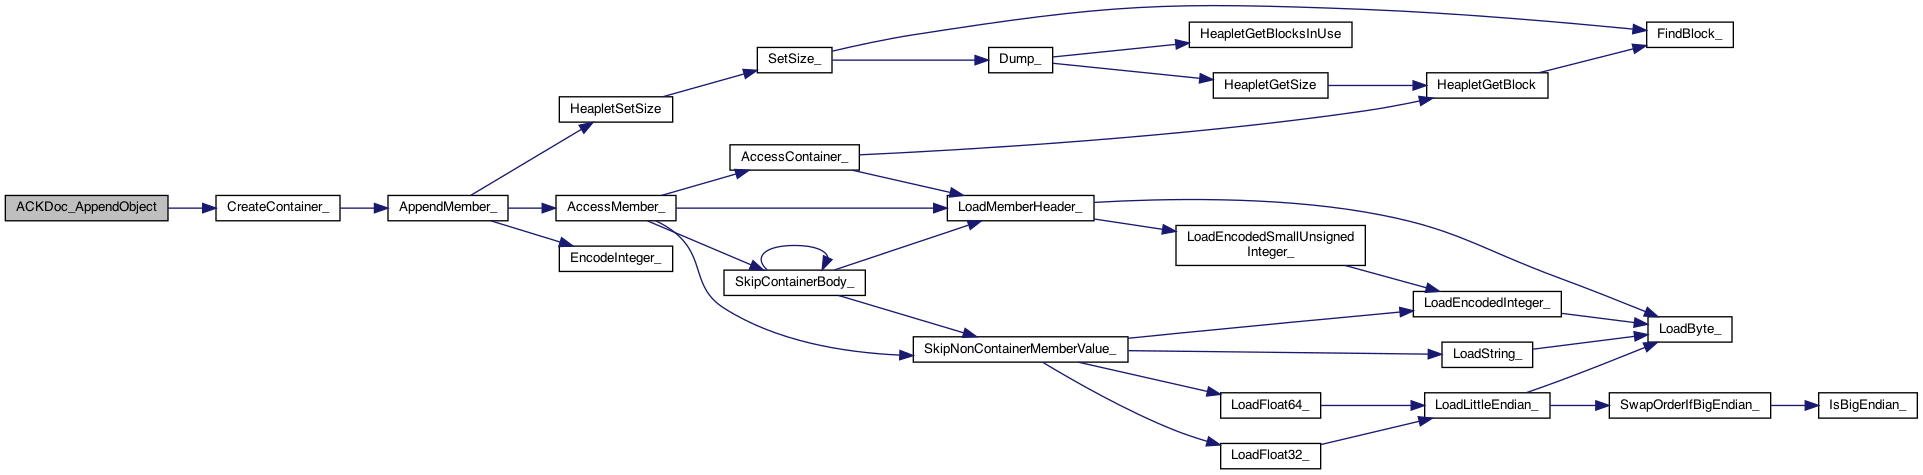 ACKDoc_AppendObject
CreateContainer_
AppendMember_
HeapletSetSize
AccessMember_
EncodeInteger_
SetSize_
AccessContainer_
SkipContainerBody_
Dump_
LoadMemberHeader_
SkipNonContainerMemberValue_
HeapletGetBlocksInUse
HeapletGetSize
LoadEncodedSmallUnsigned
Integer_
LoadFloat64_
LoadFloat32_
HeapletGetBlock
LoadEncodedInteger_
LoadString_
LoadLittleEndian_
FindBlock_
LoadByte_
SwapOrderIfBigEndian_
IsBigEndian_